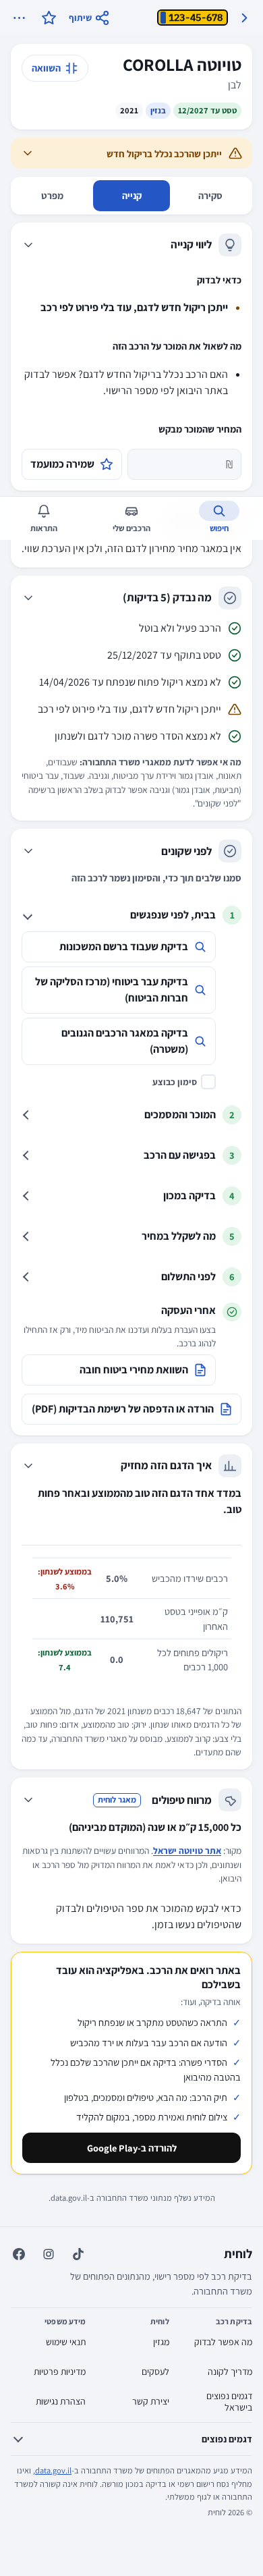 123-45-678
שיתוף
טויוטה COROLLA
לבן
השוואה
טסט עד 12/2027
בנזין
2021
ייתכן שהרכב נכלל בריקול חדש
סקירה
קנייה
מפרט
ליווי קנייה
כדאי לבדוק
ייתכן ריקול חדש לדגם, עוד בלי פירוט לפי רכב
מה לשאול את המוכר על הרכב הזה
האם הרכב נכלל בריקול החדש לדגם? אפשר לבדוק
באתר היבואן לפי מספר הרישוי.
המחיר שהמוכר מבקש
₪
שמירה כמועמד
חיפוש
הרכבים שלי
התראות
אין במאגר מחיר מחירון לדגם הזה, ולכן אין הערכת שווי.
מה נבדק (5 בדיקות)
הרכב פעיל ולא בוטל
טסט בתוקף עד 25/12/2027
לא נמצא ריקול פתוח שנפתח עד 14/04/2026
ייתכן ריקול חדש לדגם, עוד בלי פירוט לפי רכב
לא נמצא הסדר פשרה מוכר לדגם ולשנתון
מה אי אפשר לדעת ממאגרי משרד התחבורה: שעבודים,
תאונות, אובדן גמור וירידת ערך מביטוח, וגניבה. שעבוד, עבר ביטוחי
(תביעות, אובדן גמור) וגניבה אפשר לבדוק בשלב הראשון ברשימה
"לפני שקונים".
לפני שקונים
סמנו שלבים תוך כדי, והסימון נשמר לרכב הזה
1
בבית, לפני שנפגשים
בדיקת שעבוד ברשם המשכונות
בדיקת עבר ביטוחי (מרכז הסליקה של
חברות הביטוח)
בדיקה במאגר הרכבים הגנובים
(משטרה)
סימון כבוצע
2
המוכר והמסמכים
3
בפגישה עם הרכב
4
בדיקה במכון
5
מה לשקלל במחיר
6
לפני התשלום
אחרי העסקה
בצעו העברת בעלות ועדכנו את הביטוח מיד, ורק אז התחילו
לנהוג ברכב.
השוואת מחירי ביטוח חובה
הורדה או הדפסה של רשימת הבדיקות (PDF)
איך הדגם הזה מחזיק
במדד אחד הדגם הזה טוב מהממוצע ובאחר פחות
טוב.
רכבים שירדו מהכביש
5.0%
בממוצע לשנתון:
3.6%
ק"מ אופייני בטסט
האחרון
110,751
ריקולים פתוחים לכל
1,000 רכבים
0.0
בממוצע לשנתון:
7.4
הנתונים של 18,647 רכבים משנתון 2021 של הדגם, מול הממוצע
של כל הדגמים מאותו שנתון. ירוק: טוב מהממוצע, אדום: פחות טוב,
בלי צבע: קרוב לממוצע. מבוסס על מאגרי משרד התחבורה, עד כמה
שהם מתעדים.
מרווח טיפולים
מאגר לוחית
כל 15,000 ק"מ או שנה (המוקדם מביניהם)
מקור: אתר טויוטה ישראל. המרווחים עשויים להשתנות בין גרסאות
ושנתונים, ולכן כדאי לאמת את המרווח המדויק מול ספר הרכב או
היבואן.
כדאי לבקש מהמוכר את ספר הטיפולים ולבדוק
שהטיפולים נעשו בזמן.
באתר רואים את הרכב. באפליקציה הוא עובד
בשבילכם
אותה בדיקה, ועוד:
✓ התראה כשהטסט מתקרב או שנפתח ריקול
✓ הודעה אם הרכב עבר בעלות או ירד מהכביש
✓ הסדרי פשרה: בדיקה אם ייתכן שהרכב שלכם נכלל
בהטבה מהיבואן
✓ תיק הרכב: מה הבא, טיפולים ומסמכים, בטלפון
✓ צילום לוחית ואמירת מספר, במקום להקליד
להורדה ב-Google Play
המידע נשלף מנתוני משרד התחבורה ב-data.gov.il.
לוחית
בדיקת רכב לפי מספר רישוי, מהנתונים הפתוחים של
משרד התחבורה.
בדיקת רכב
לוחית
מידע משפטי
מה אפשר לבדוק
מגזין
תנאי שימוש
מדריך לקונה
לעסקים
מדיניות פרטיות
דגמים נפוצים
בישראל
יצירת קשר
הצהרת נגישות
דגמים נפוצים
המידע מגיע מהמאגרים הפתוחים של משרד התחבורה ב-data.gov.il, ואינו
מחליף נסח רישום רשמי או בדיקה במכון מורשה. לוחית אינה קשורה למשרד
התחבורה או לגוף ממשלתי.
© 2026 לוחית